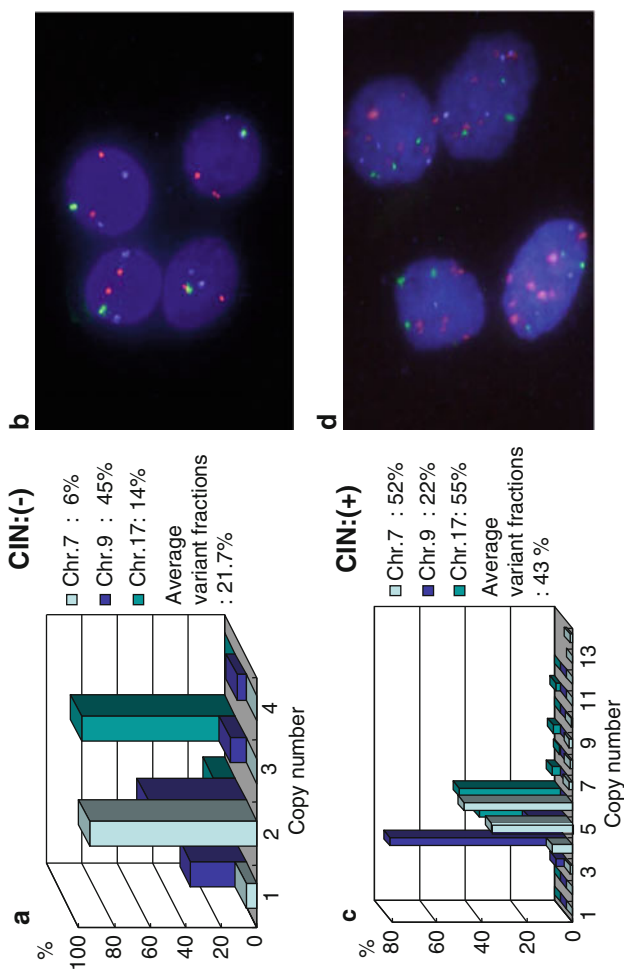 a
CIN:(-)
b
%
100
80
60
40
20
0
1
2
3
4
Copy number
Chr.7 : 6%
Chr.9 : 45%
Chr.17: 14%
Average
variant fractions
: 21.7%
c
CIN:(+)
d
%
80
40
0
1
3
5
7
9
11
13
Copy number
Chr.7 : 52%
Chr.9 : 22%
Chr.17: 55%
Average
variant fractions
: 43 %